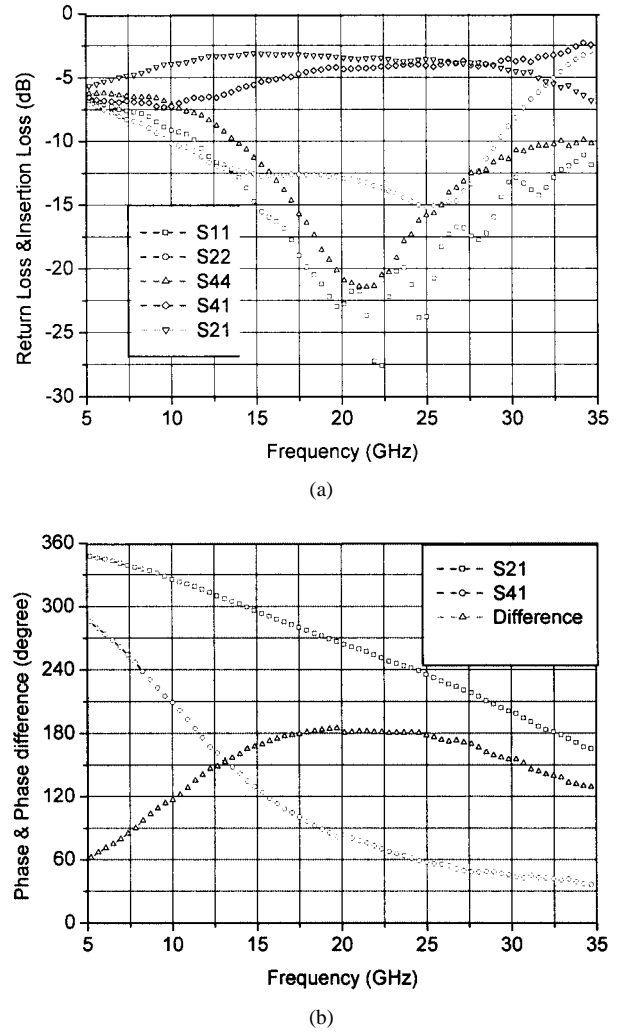 0
-5
-10
-15
-20
-25
-30
Return Loss &Insertion Loss (dB)
S11
S22
S44
S41
S21
5 10 15 20 25 30 35
Frequency (GHz)
(a)
360
300
240
180
120
60
0
Phase & Phase difference (degree)
S21
S41
Difference
5 10 15 20 25 30 35
Frequency (GHz)
(b)